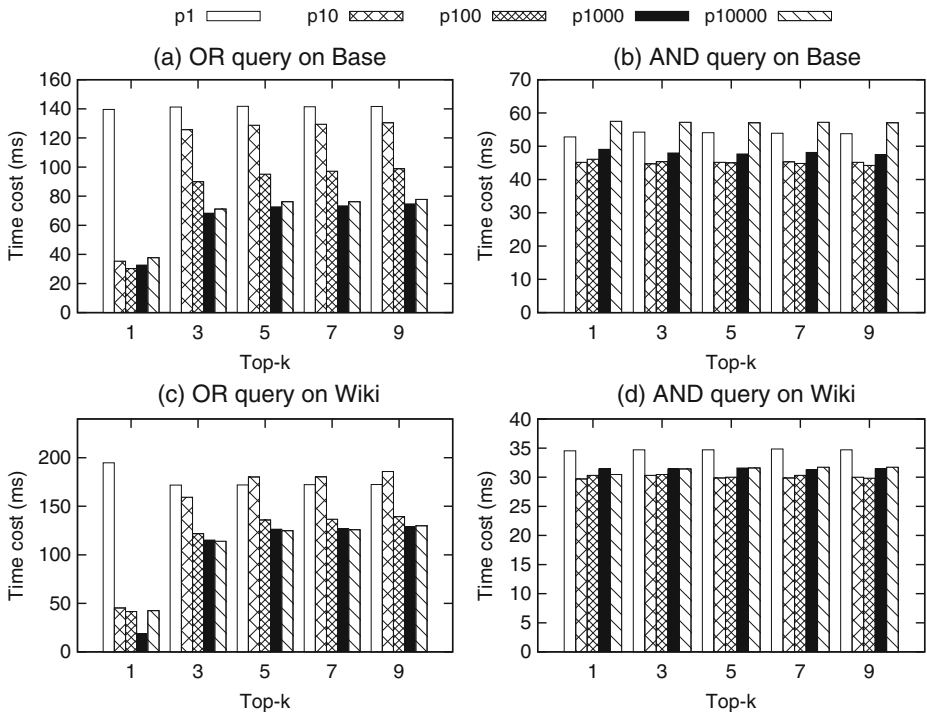 p1 p10 p100 p1000 p10000
(a) OR query on Base
160
140
120
100
80
60
40
20
0
Time cost (ms)
1 3 5 7 9
Top-k
(b) AND query on Base
70
60
50
40
30
20
10
0
Time cost (ms)
1 3 5 7 9
Top-k
(c) OR query on Wiki
200
150
100
50
0
Time cost (ms)
1 3 5 7 9
Top-k
(d) AND query on Wiki
40
35
30
25
20
15
10
5
0
Time cost (ms)
1 3 5 7 9
Top-k